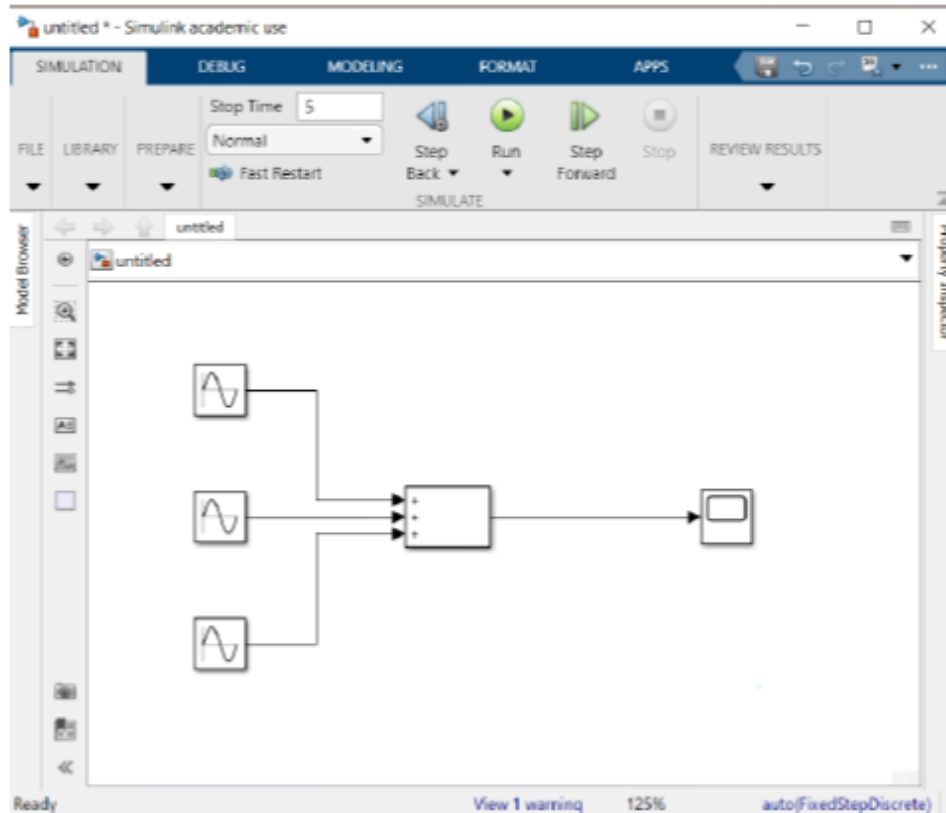 untitled * - Simulink academic use
SIMULATION DEBUG MODELING FORMAT APPS
Stop Time 5
Normal
Fast Restart
FILE LIBRARY PREPARE
Step Back
Run
Step Forward
Stop
REVIEW RESULTS
SIMULATE
Model Browser
untitled
Property Inspector
untitled
+
+
+
Ready View 1 warning 125% auto(FixedStepDiscrete)